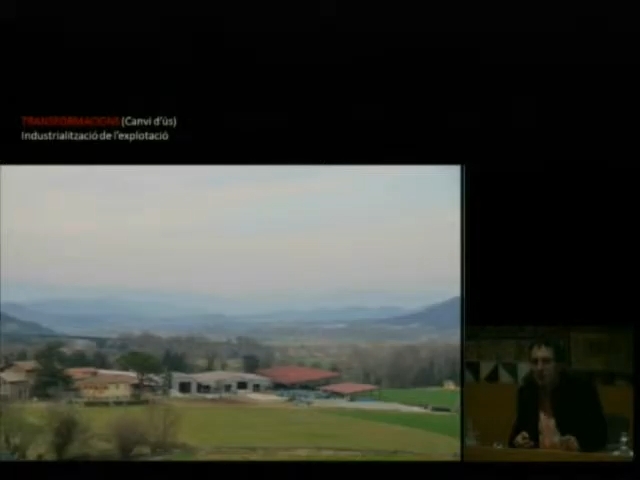 TRANSFORMACIONS (Canvi d'ús)
Industrialització de l'explotació